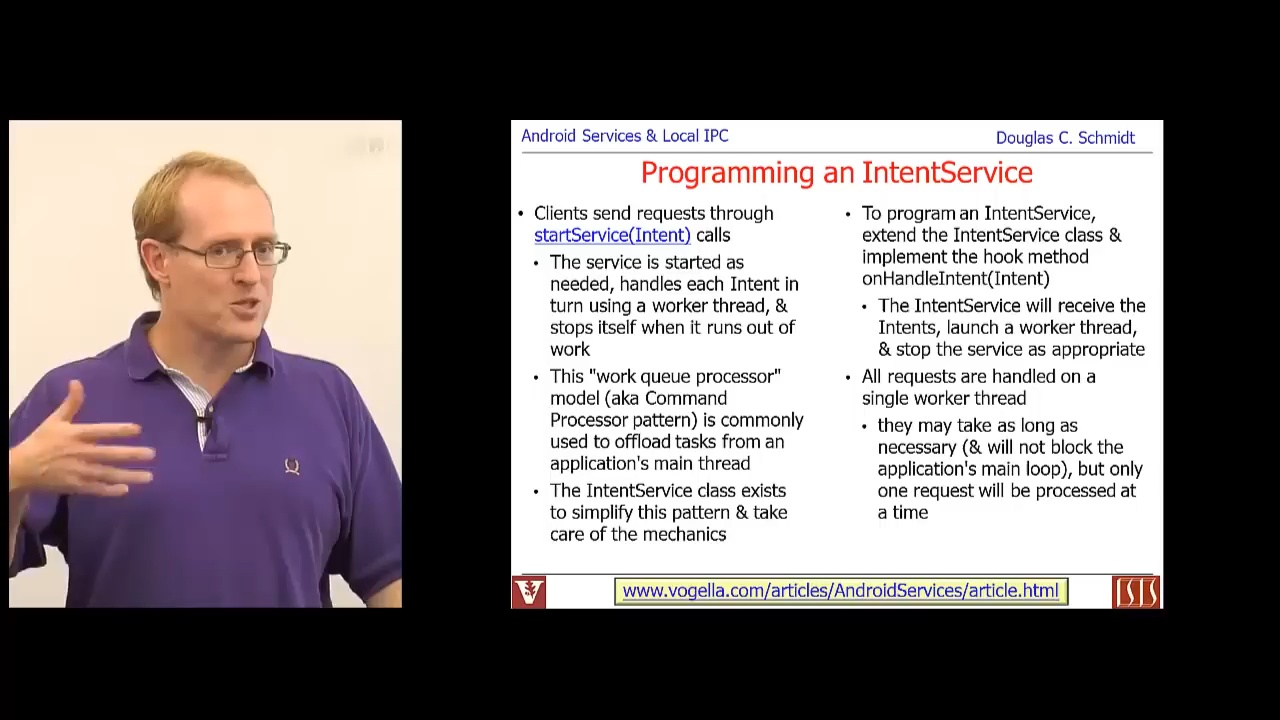 Android Services & Local IPC
Douglas C. Schmidt
Programming an IntentService
• Clients send requests through
startService(Intent) calls
• The service is started as
needed, handles each Intent in
turn using a worker thread, &
stops itself when it runs out of
work
• This "work queue processor"
model (aka Command
Processor pattern) is commonly
used to offload tasks from an
application's main thread
• The IntentService class exists
to simplify this pattern & take
care of the mechanics
• To program an IntentService,
extend the IntentService class &
implement the hook method
onHandleIntent(Intent)
• The IntentService will receive the
Intents, launch a worker thread,
& stop the service as appropriate
• All requests are handled on a
single worker thread
• they may take as long as
necessary (& will not block the
application's main loop), but only
one request will be processed at
a time
V
www.vogella.com/articles/AndroidServices/article.html
ISIS